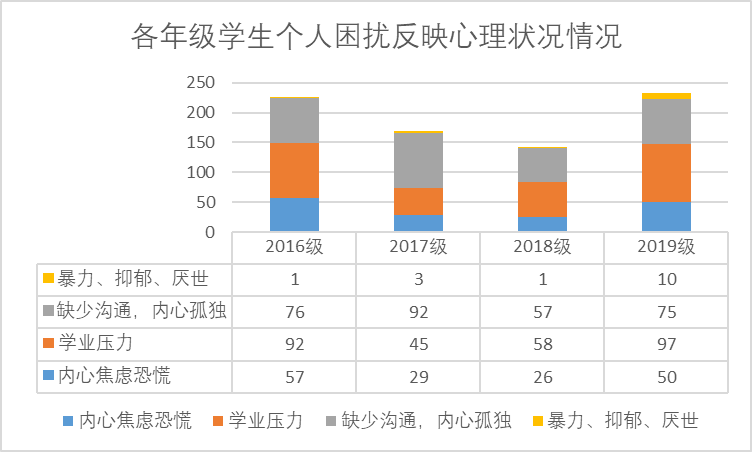 各年级学生个人困扰反映心理状况情况
250
200
150
100
50
0
2016级 2017级 2018级 2019级
暴力、抑郁、厌世 1 3 1 10
缺少沟通，内心孤独 76 92 57 75
学业压力 92 45 58 97
内心焦虑恐慌 57 29 26 50
内心焦虑恐慌 学业压力 缺少沟通，内心孤独 暴力、抑郁、厌世